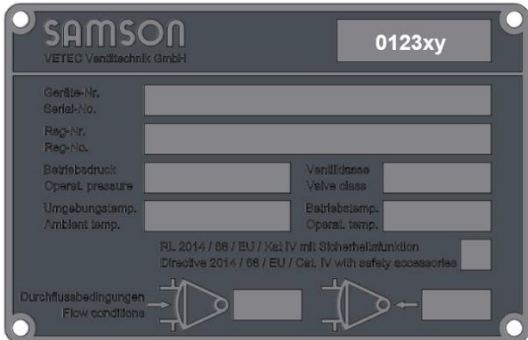 SAMSON
VETEC Ventiltechnik GmbH
0123xy
Geräte-Nr.
Serial-No.
Reg-Nr.
Reg-No.
Betriebsdruck
Operat. pressure
Ventilklasse
Valve class
Umgebungstemp.
Ambient temp.
Betriebstemp.
Operat. temp.
RL 2014 / 68 / EU / Kat IV mit Sicherheitsfunktion
Directive 2014 / 68 / EU / Cat. IV with safety accessories
Durchflussbedingungen
Flow conditions